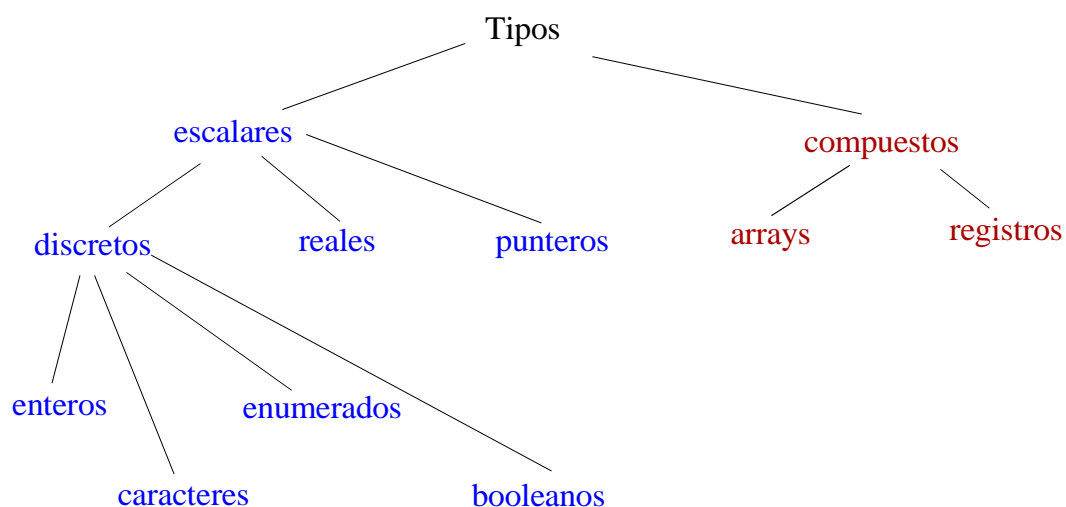 Tipos
escalares
compuestos
discretos
reales
punteros
arrays
registros
enteros
enumerados
caracteres
booleanos